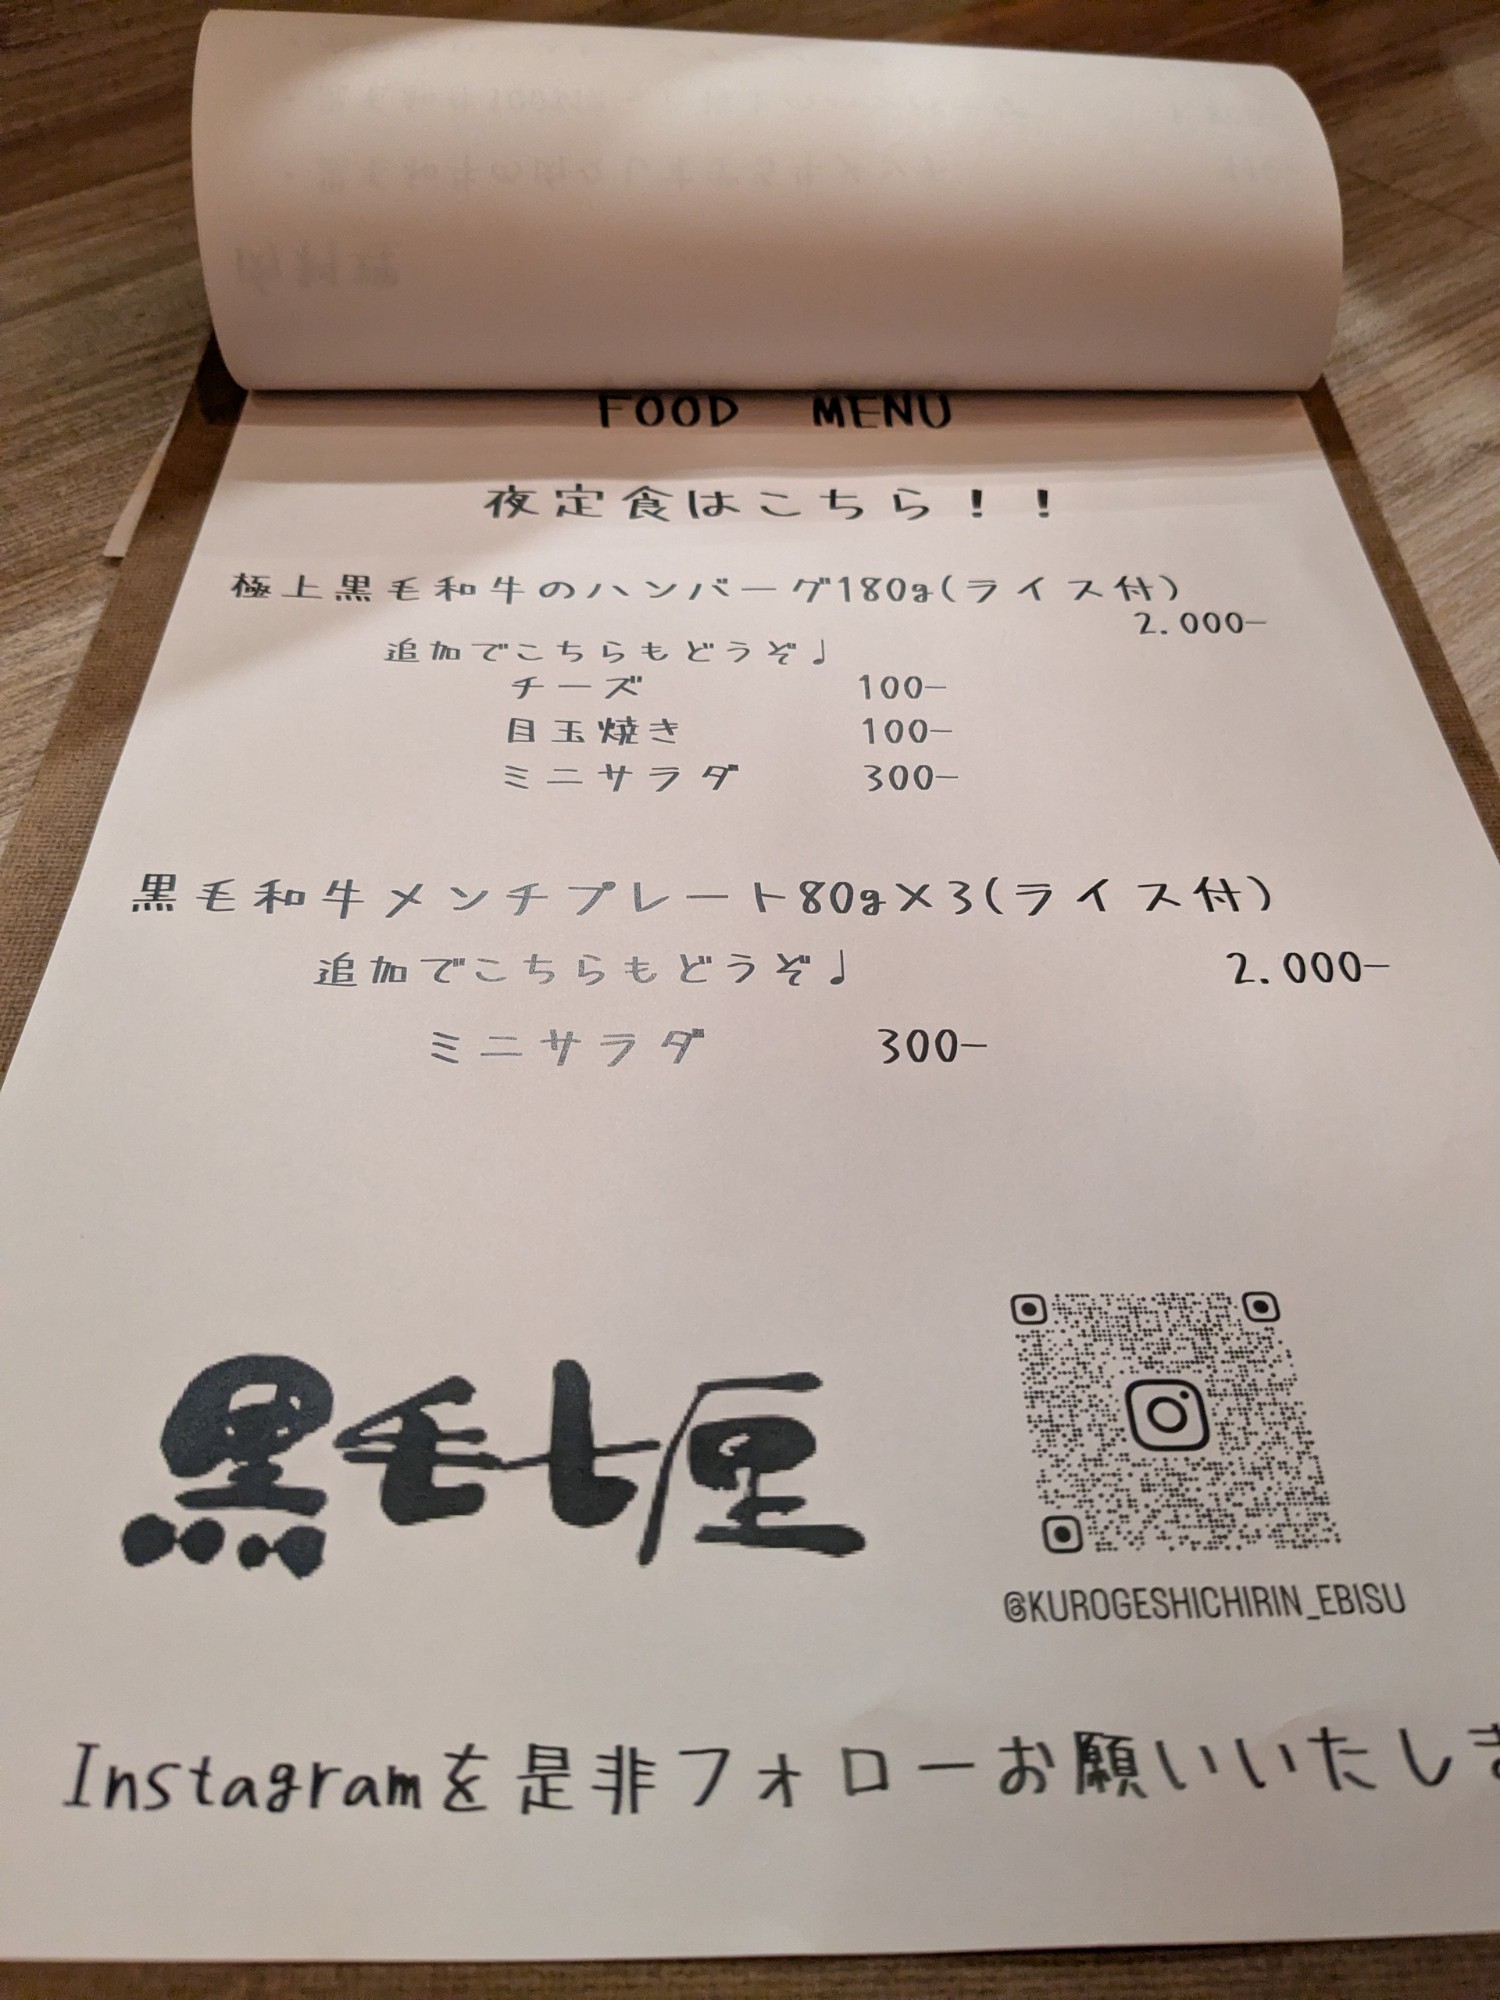 FOOD MENU
夜定食はこちら！！
極上黒毛和牛のハンバーグ180g(ライス付)
2.000-
追加でこちらもどうぞ♩
チーズ 100-
目玉焼き 100-
ミニサラダ 300-
黒毛和牛メンチプレート80g×3(ライス付)
追加でこちらもどうぞ♩ 2.000-
ミニサラダ 300-
黒毛七厘
@KUROGESHICHIRIN_EBISU
Instagramを是非フォローお願いいたしま